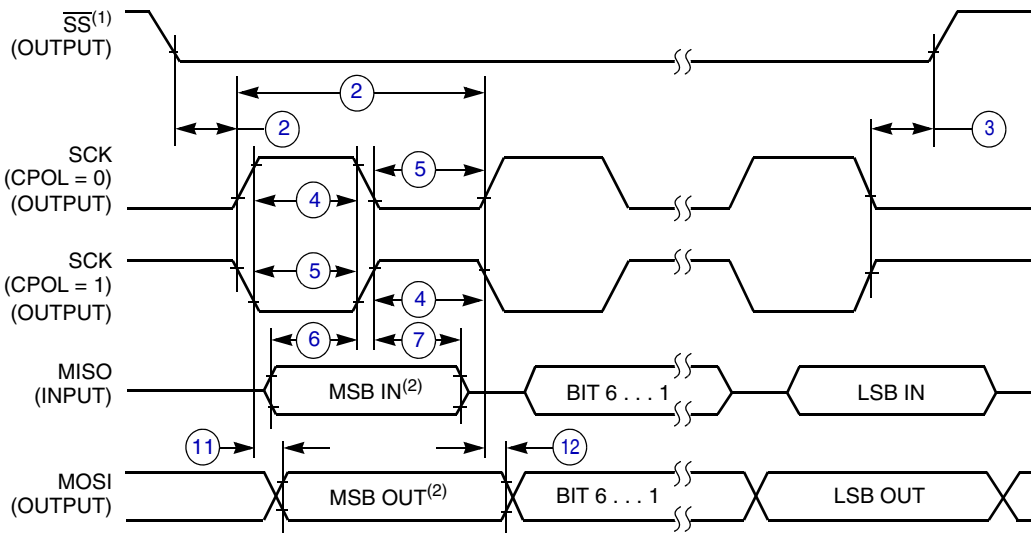 SS(1)
(OUTPUT)
2
2
3
SCK
(CPOL = 0)
(OUTPUT)
5
4
SCK
(CPOL = 1)
(OUTPUT)
5
4
6
7
MISO
(INPUT)
MSB IN(2)
BIT 6 . . . 1
LSB IN
11
12
MOSI
(OUTPUT)
MSB OUT(2)
BIT 6 . . . 1
LSB OUT